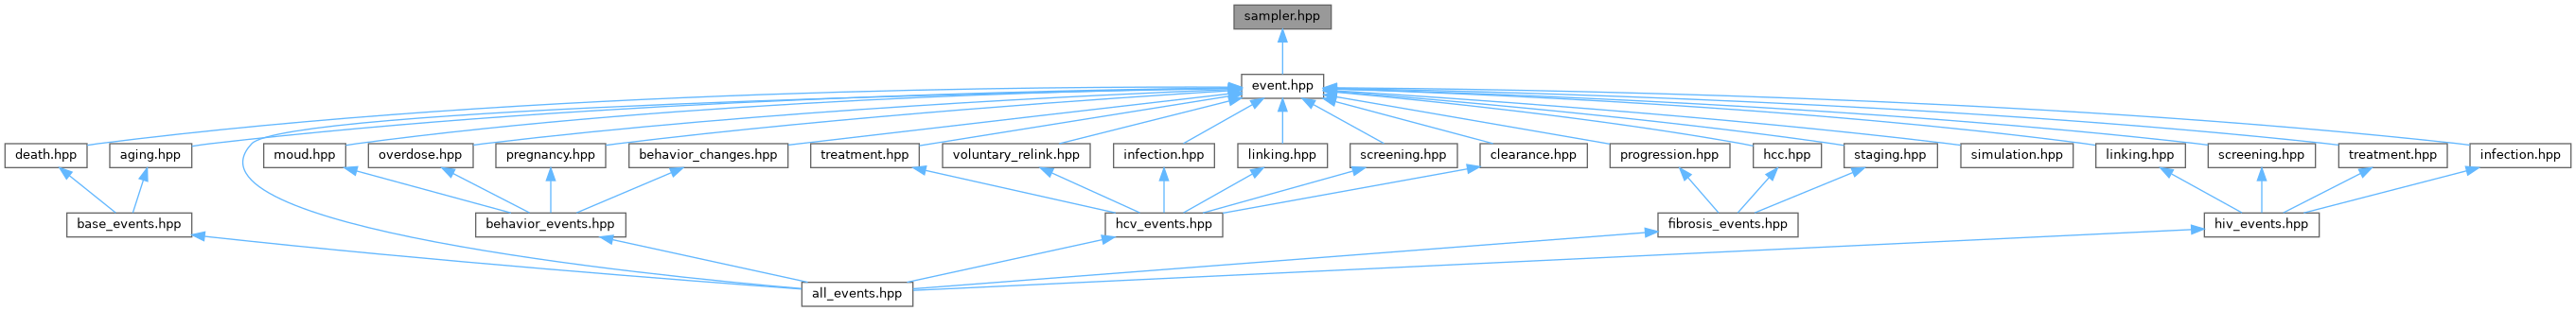 sampler.hpp
event.hpp
death.hpp
aging.hpp
moud.hpp
overdose.hpp
pregnancy.hpp
behavior_changes.hpp
treatment.hpp
voluntary_relink.hpp
infection.hpp
linking.hpp
screening.hpp
clearance.hpp
progression.hpp
hcc.hpp
staging.hpp
simulation.hpp
linking.hpp
screening.hpp
treatment.hpp
infection.hpp
base_events.hpp
behavior_events.hpp
hcv_events.hpp
fibrosis_events.hpp
hiv_events.hpp
all_events.hpp